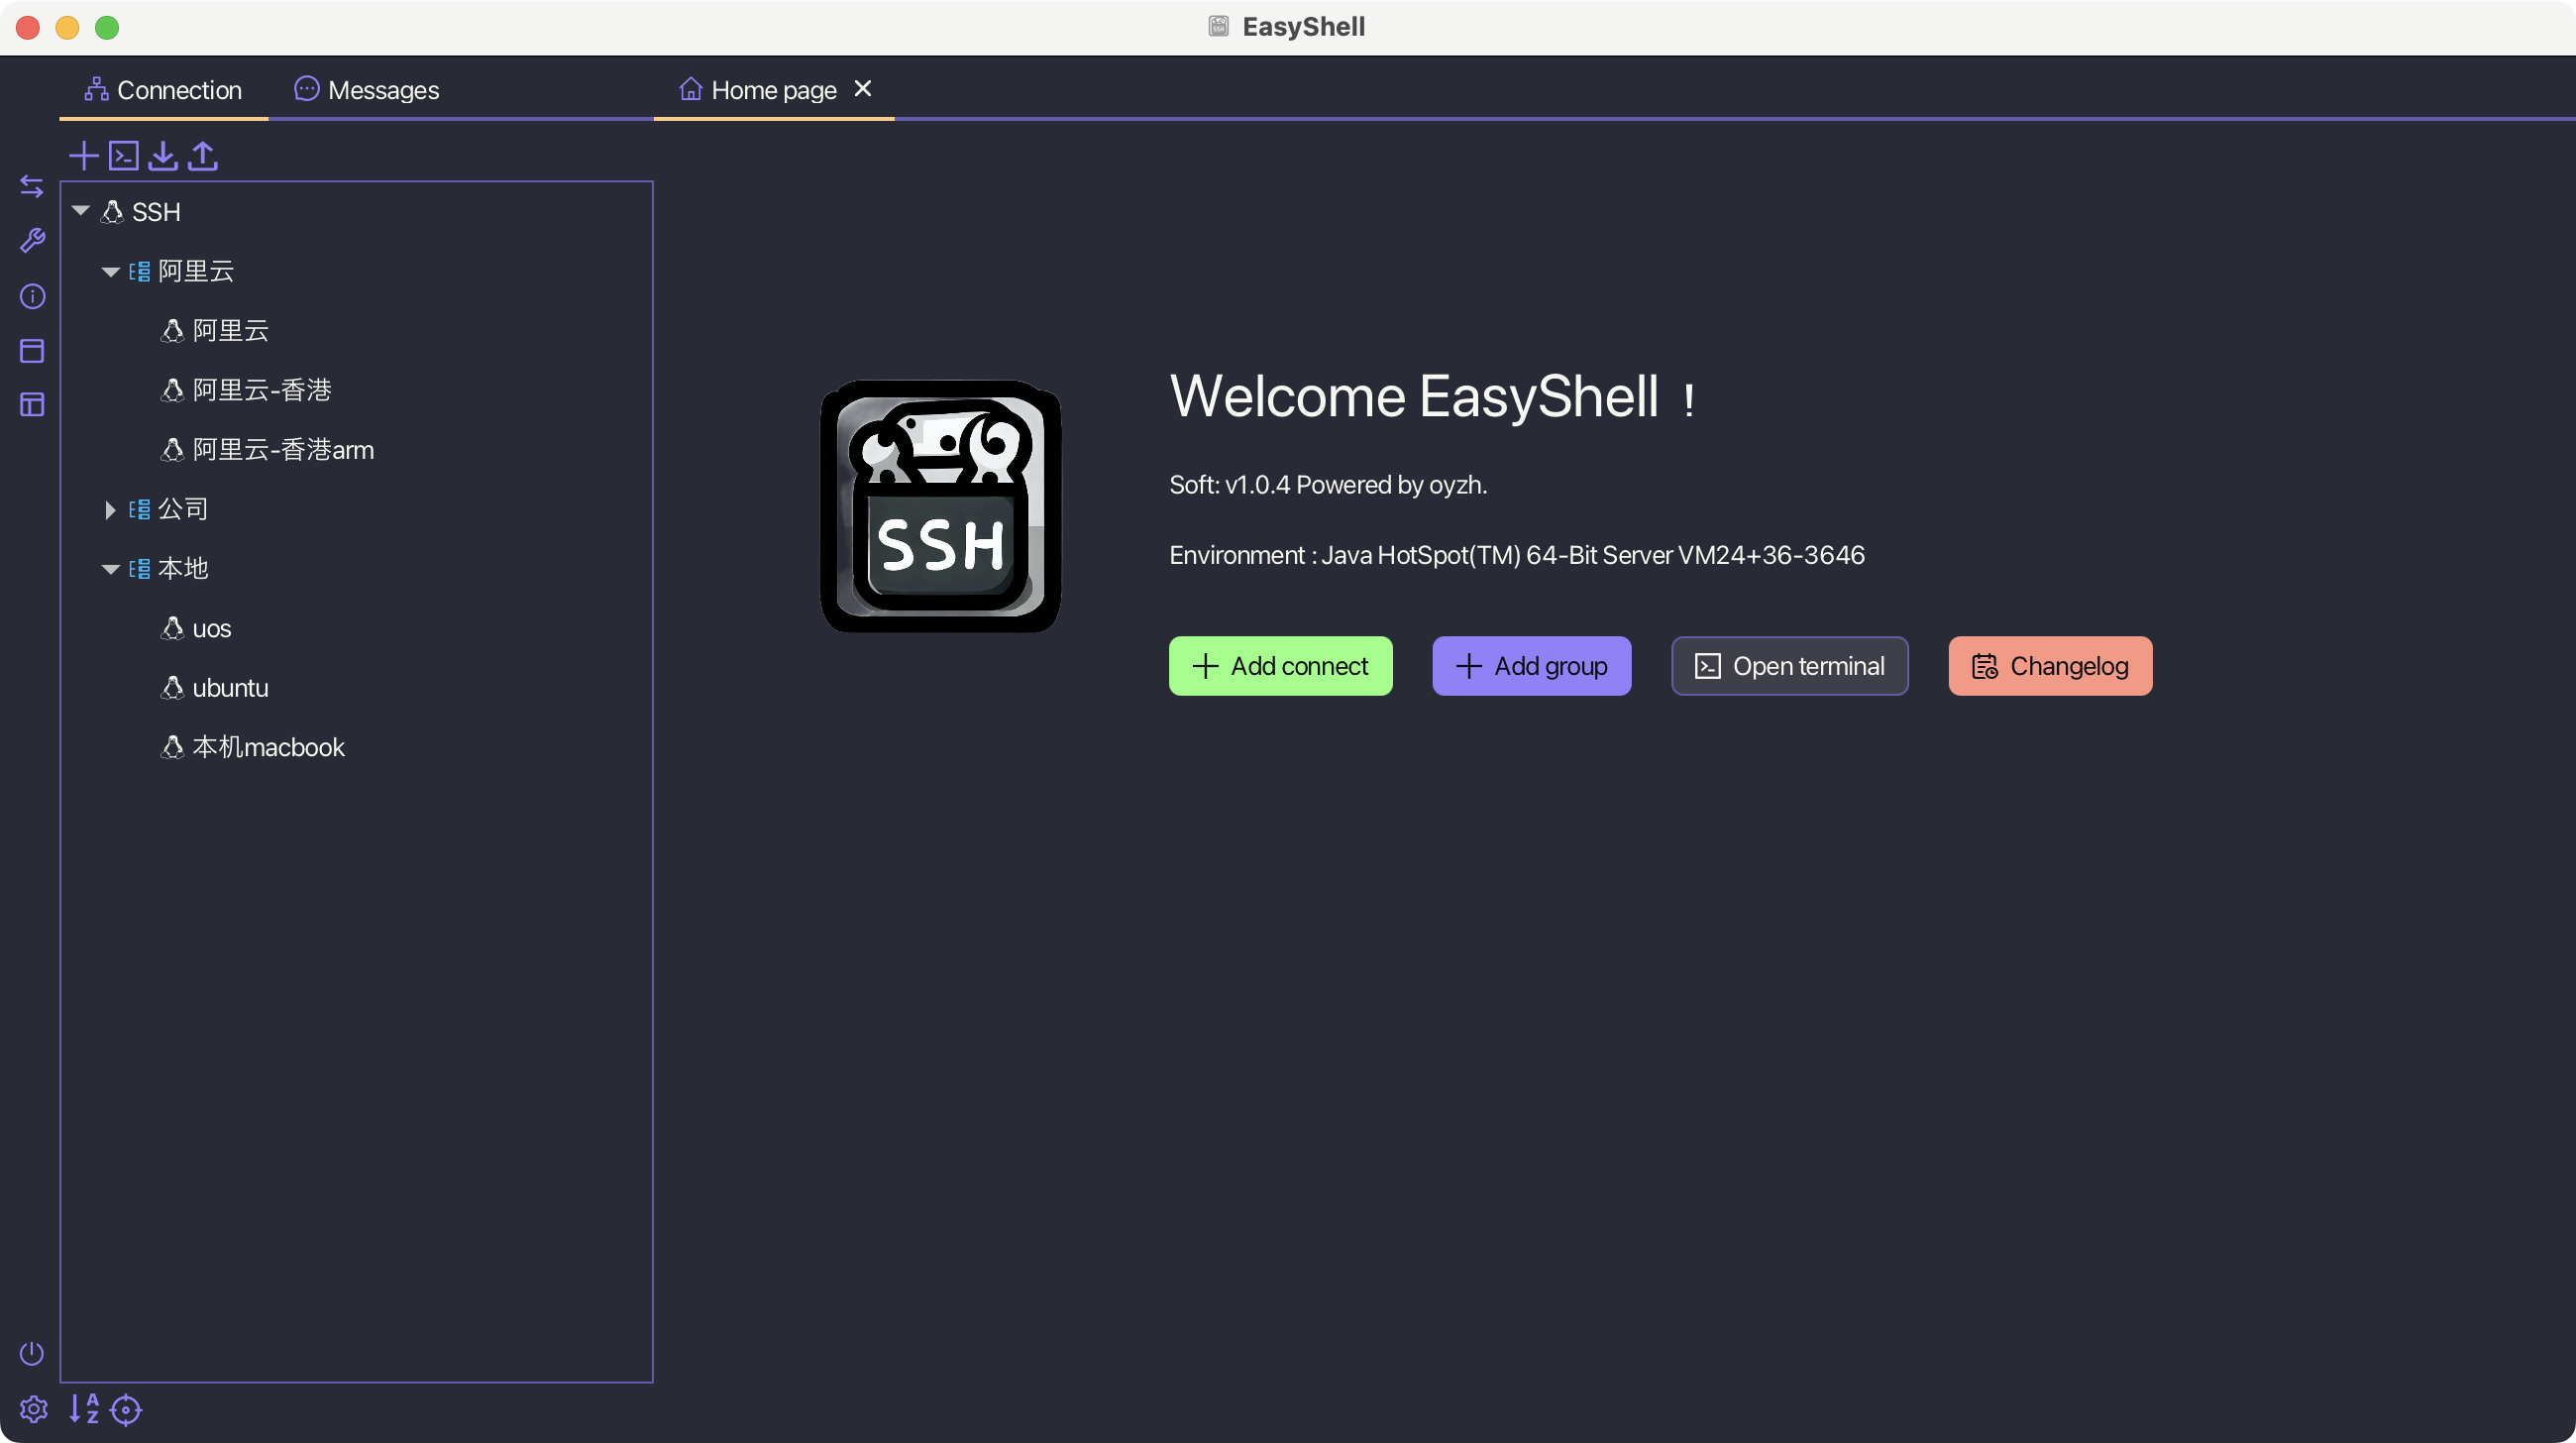 EasyShell
Connection
Messages
Home page
SSH
阿里云
阿里云
阿里云-香港
阿里云-香港arm
公司
本地
uos
ubuntu
本机macbook
SSH
Welcome EasyShell！
Soft: v1.0.4 Powered by oyzh.
Environment : Java HotSpot(TM) 64-Bit Server VM24+36-3646
Add connect
Add group
Open terminal
Changelog
A
Z